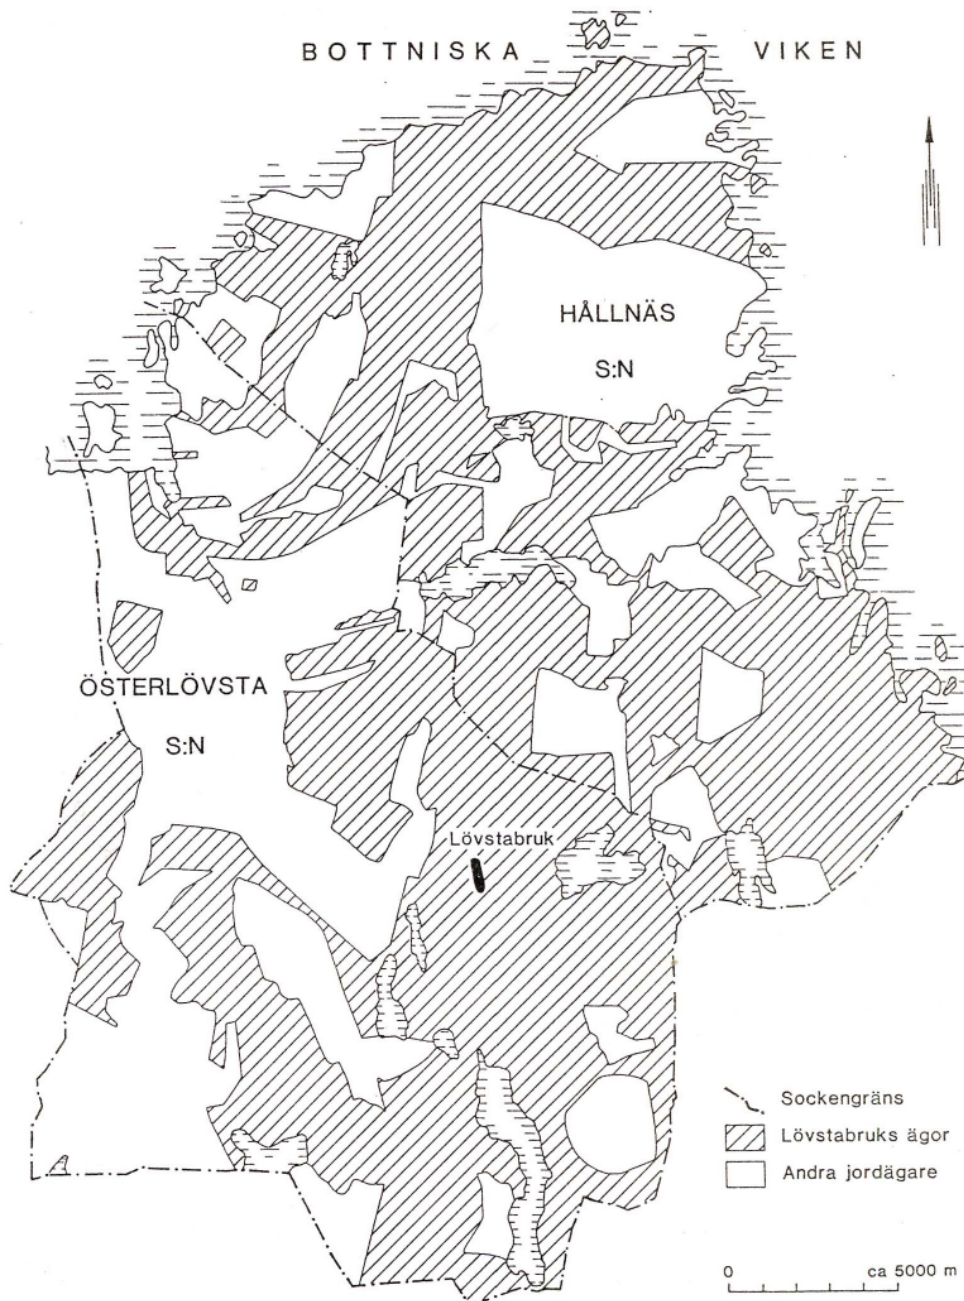 BOTTNISKA VIKEN
HÅLLNÄS
S:N
ÖSTERLÖVSTA
S:N
Lövstabruk
Sockengräns
Lövstabruks ägor
Andra jordägare
0 ca 5000 m